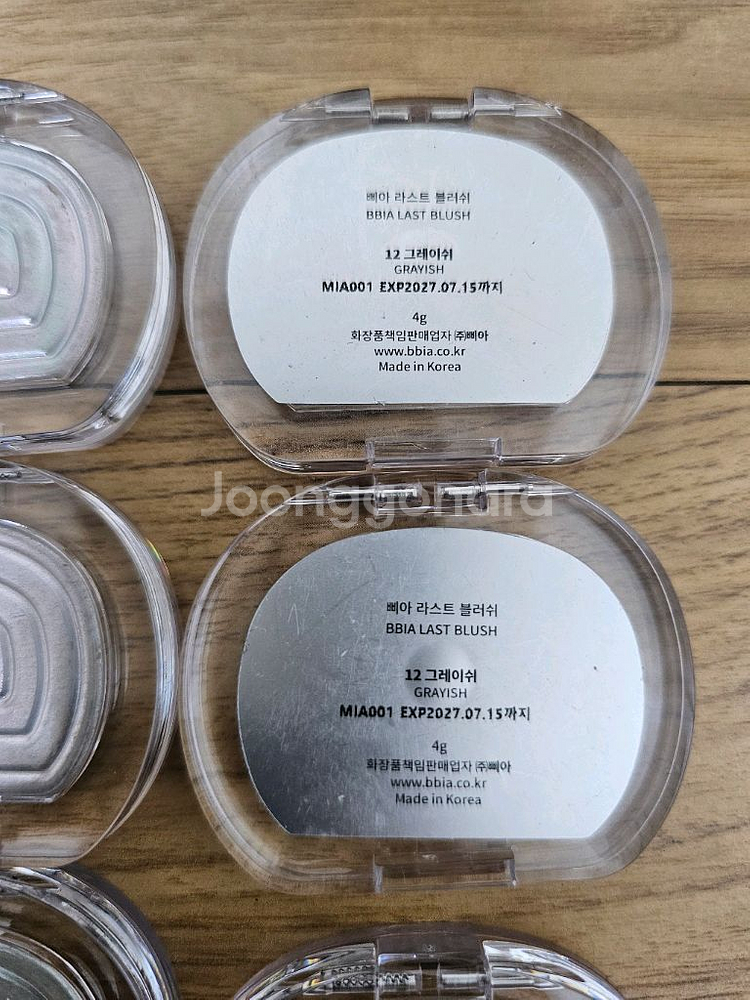 삐아 라스트 블러쉬
BBIA LAST BLUSH
12 그레이쉬
GRAYISH
MIA001 EXP2027.07.15까지
4g
화장품책임판매업자 ㈜삐아
www.bbia.co.kr
Made in Korea
Joonggonara
삐아 라스트 블러쉬
BBIA LAST BLUSH
12 그레이쉬
GRAYISH
MIA001 EXP2027.07.15까지
4g
화장품책임판매업자 ㈜삐아
www.bbia.co.kr
Made in Korea